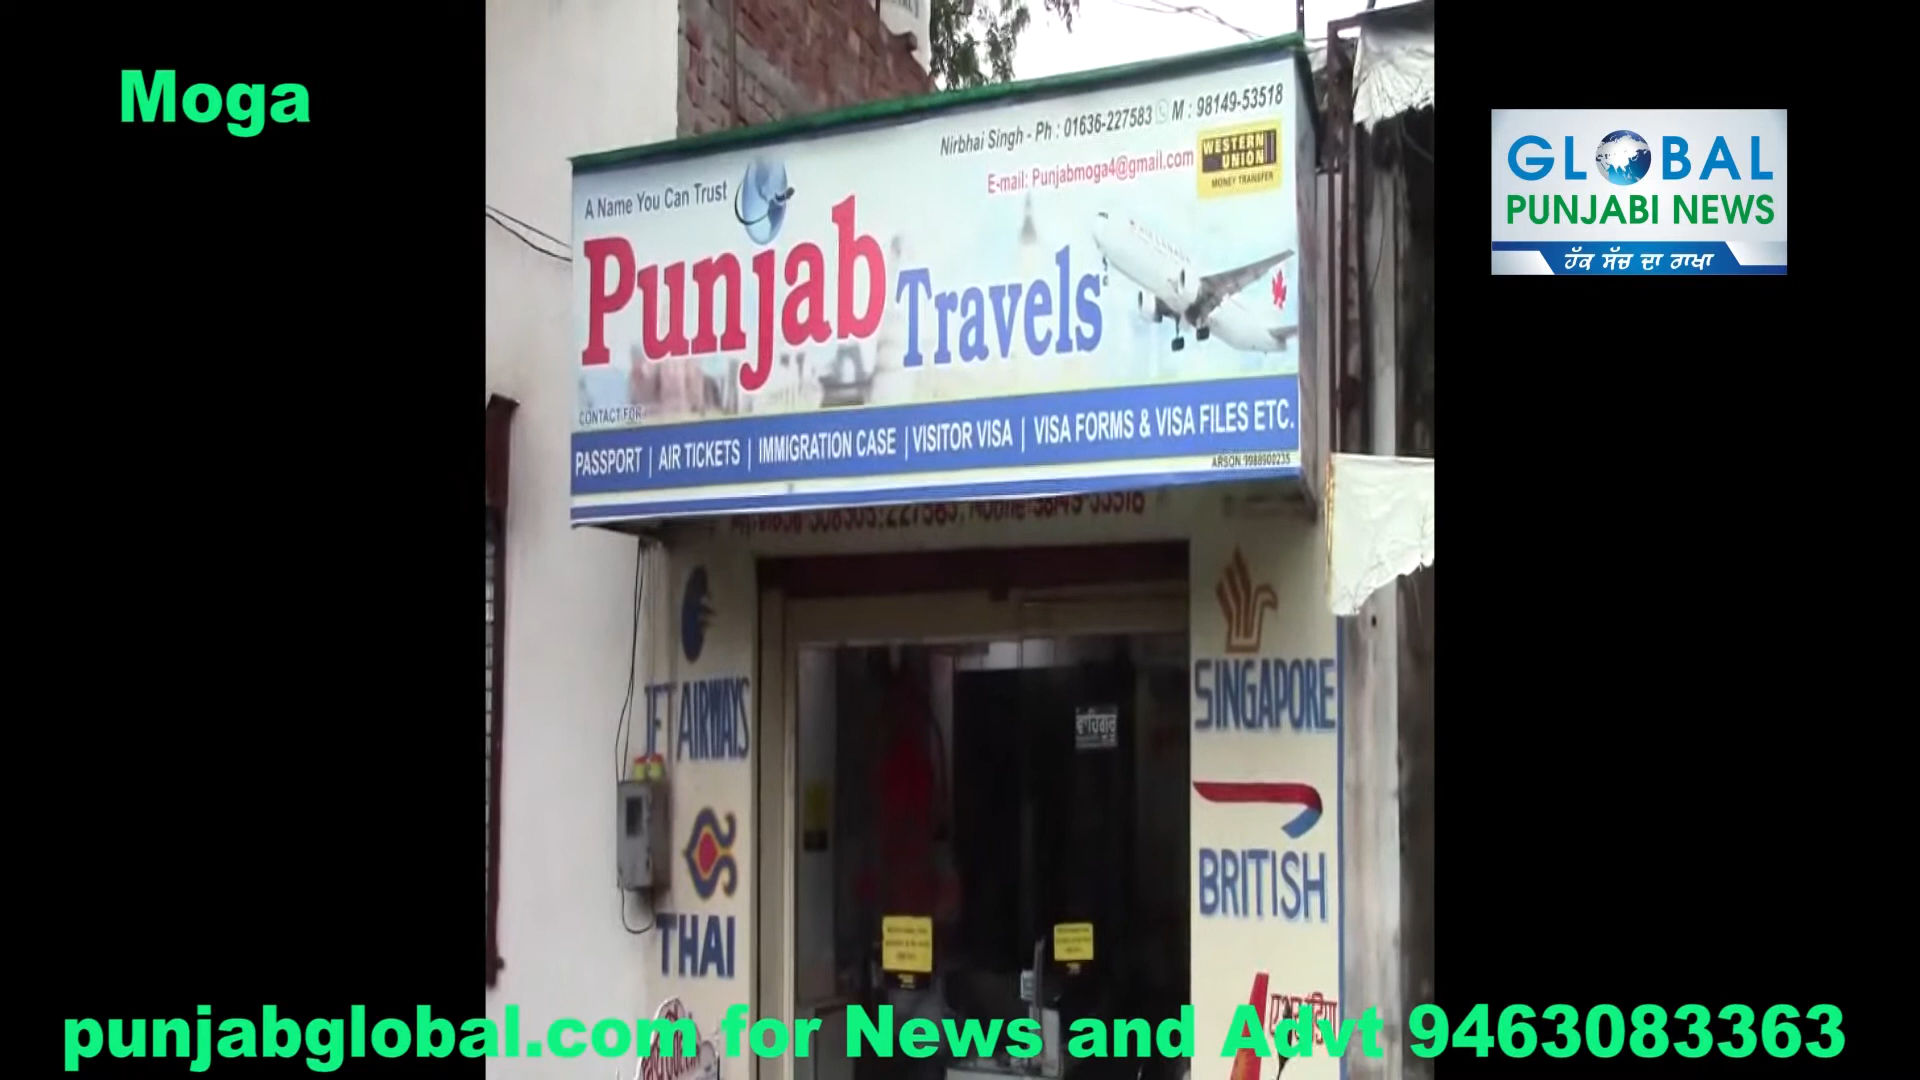 Moga
GLOBAL
PUNJABI NEWS
ਹੱਕ ਸੱਚ ਦਾ ਰਾਖਾ
Nirbhai Singh - Ph : 01636-227583 M : 98149-53518
A Name You Can Trust
E-mail: Punjabmoga4@gmail.com
WESTERN
UNION
MONEY TRANSFER
Punjab Travels
CONTACT FOR
PASSPORT | AIR TICKETS | IMMIGRATION CASE | VISITOR VISA | VISA FORMS & VISA FILES ETC.
ARSON:9988900235
JET AIRWAYS
SINGAPORE
ਵਾਹਿਗੁਰੂ
BRITISH
THAI
punjabglobal.com for News and Advt 9463083363